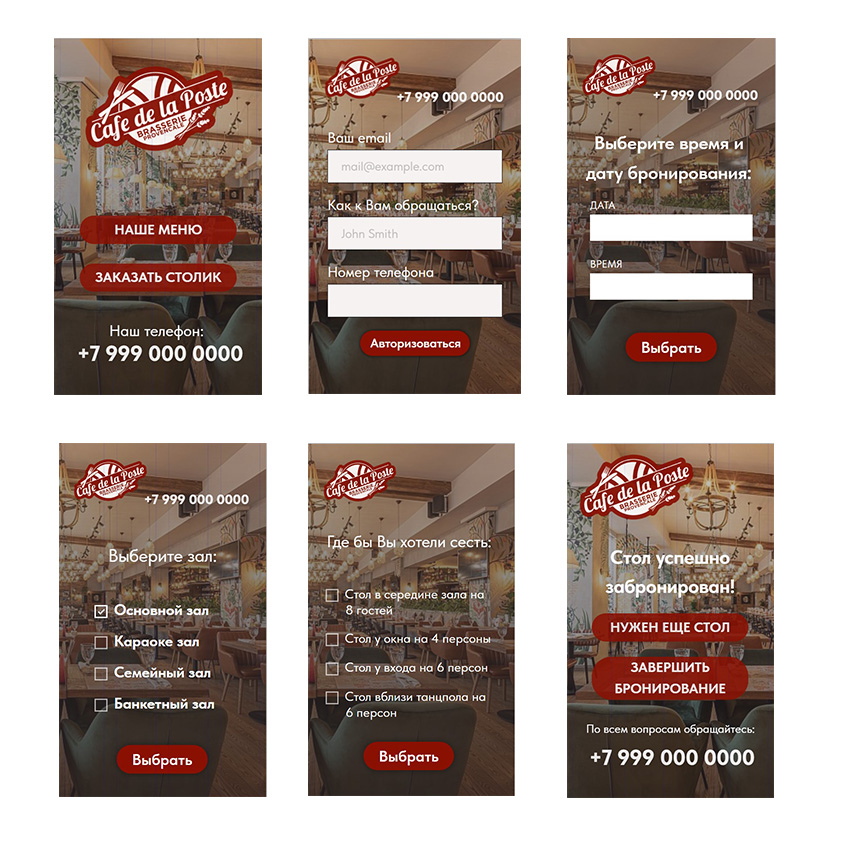 Cafe de la Poste
BRASSERIE
PROVENCALE
НАШЕ МЕНЮ
ЗАКАЗАТЬ СТОЛИК
Наш телефон:
+7 999 000 0000
Cafe de la Poste
BRASSERIE
PROVENCALE
+7 999 000 0000
Ваш email
mail@example.com
Как к Вам обращаться?
John Smith
Номер телефона
Авторизоваться
Cafe de la Poste
BRASSERIE
PROVENCALE
+7 999 000 0000
Выберите время и
дату бронирования:
ДАТА
ВРЕМЯ
Выбрать
Cafe de la Poste
BRASSERIE
PROVENCALE
+7 999 000 0000
Выберите зал:
Основной зал
Караоке зал
Семейный зал
Банкетный зал
Выбрать
Cafe de la Poste
BRASSERIE
PROVENCALE
Где бы Вы хотели сесть:
Стол в середине зала на
8 гостей
Стол у окна на 4 персоны
Стол у входа на 6 персон
Стол вблизи танцпола на
6 персон
Выбрать
Cafe de la Poste
BRASSERIE
PROVENCALE
Стол успешно
забронирован!
НУЖЕН ЕЩЕ СТОЛ
ЗАВЕРШИТЬ
БРОНИРОВАНИЕ
По всем вопросам обращайтесь:
+7 999 000 0000